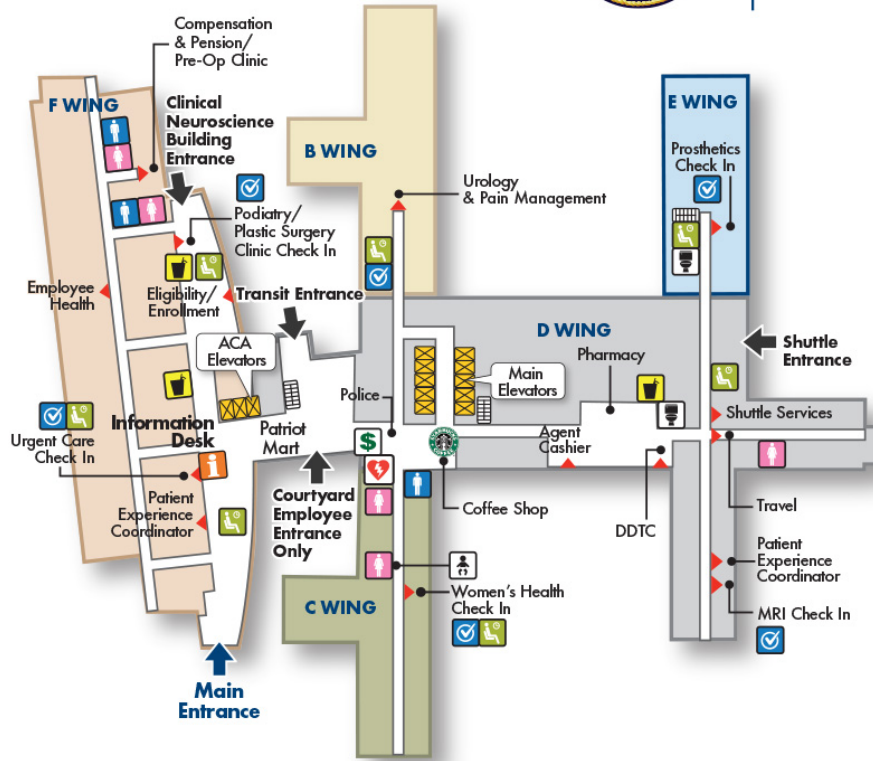 Compensation
& Pension/
Pre-Op Clinic
F WING
Clinical
Neuroscience
Building
Entrance
B WING
E WING
Prosthetics
Check In
Urology
& Pain Management
Podiatry/
Plastic Surgery
Clinic Check In
Employee
Health
Eligibility/
Enrollment
Transit Entrance
D WING
ACA
Elevators
Main
Elevators
Pharmacy
Shuttle
Entrance
Police
Shuttle Services
Information
Desk
Urgent Care
Check In
Patriot
Mart
$
Agent
Cashier
i
Patient
Experience
Coordinator
Courtyard
Employee
Entrance
Only
Coffee Shop
DDTC
Travel
Patient
Experience
Coordinator
C WING
Women's Health
Check In
MRI Check In
Main
Entrance